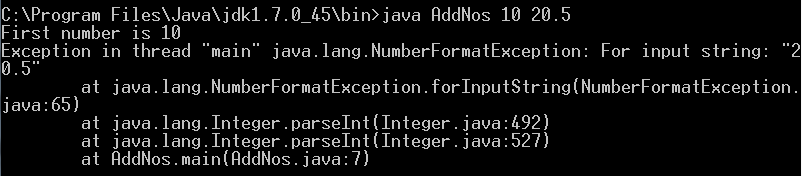 C:\Program Files\Java\jdk1.7.0_45\bin>java AddNos 10 20.5
First number is 10
Exception in thread "main" java.lang.NumberFormatException: For input string: "2
0.5"
        at java.lang.NumberFormatException.forInputString(NumberFormatException.
java:65)
        at java.lang.Integer.parseInt(Integer.java:492)
        at java.lang.Integer.parseInt(Integer.java:527)
        at AddNos.main(AddNos.java:7)